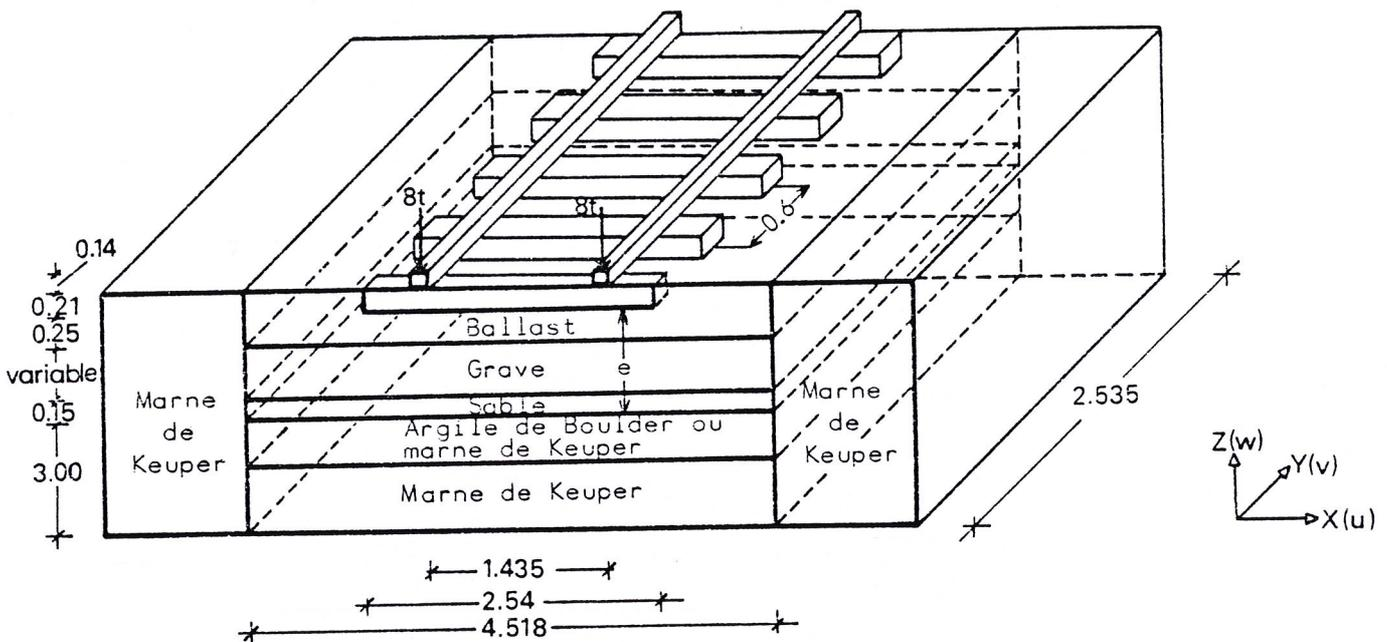 8t
8t
0.6
0.14
0.21
0.25
variable
0.15
3.00
Ballast
Grave
e
Sable
Argile de Boulder ou
marne de Keuper
Marne de Keuper
Marne
de
Keuper
Marne
de
Keuper
2.535
Z(w)
Y(v)
X(u)
1.435
2.54
4.518